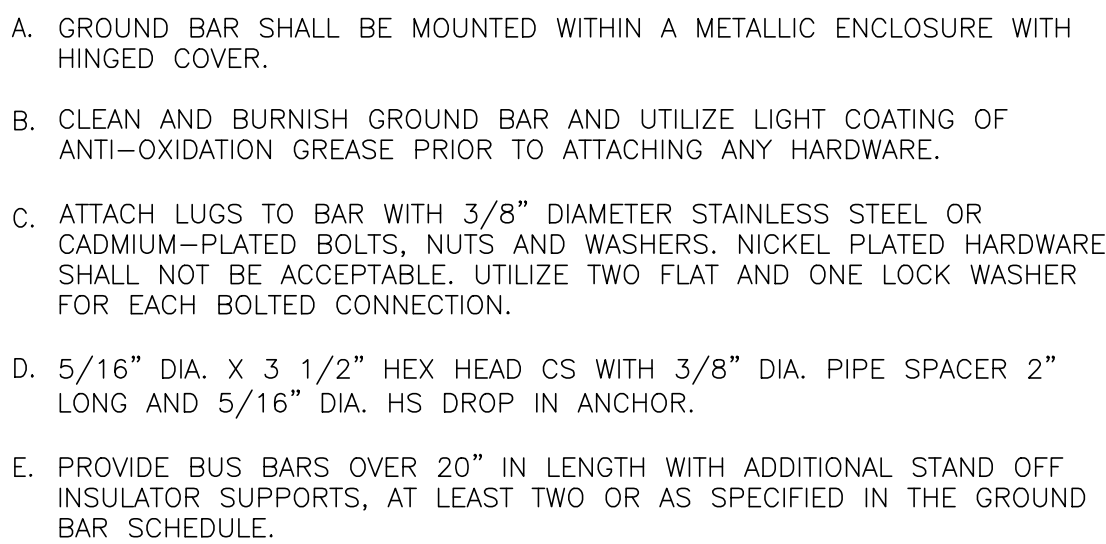 A. GROUND BAR SHALL BE MOUNTED WITHIN A METALLIC ENCLOSURE WITH
HINGED COVER.
B. CLEAN AND BURNISH GROUND BAR AND UTILIZE LIGHT COATING OF
ANTI-OXIDATION GREASE PRIOR TO ATTACHING ANY HARDWARE.
C. ATTACH LUGS TO BAR WITH 3/8" DIAMETER STAINLESS STEEL OR
CADMIUM-PLATED BOLTS, NUTS AND WASHERS. NICKEL PLATED HARDWARE
SHALL NOT BE ACCEPTABLE. UTILIZE TWO FLAT AND ONE LOCK WASHER
FOR EACH BOLTED CONNECTION.
D. 5/16" DIA. X 3 1/2" HEX HEAD CS WITH 3/8" DIA. PIPE SPACER 2"
LONG AND 5/16" DIA. HS DROP IN ANCHOR.
E. PROVIDE BUS BARS OVER 20" IN LENGTH WITH ADDITIONAL STAND OFF
INSULATOR SUPPORTS, AT LEAST TWO OR AS SPECIFIED IN THE GROUND
BAR SCHEDULE.